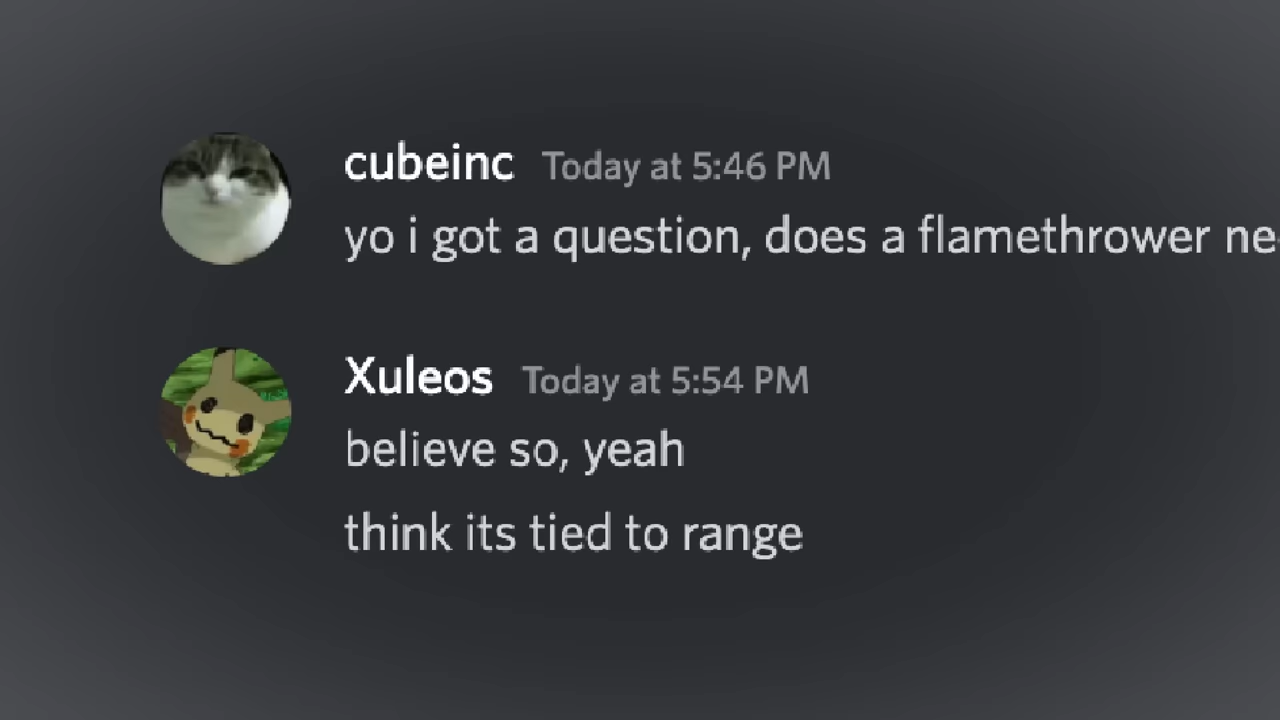 cubeinc Today at 5:46 PM
yo i got a question, does a flamethrower
Xuleos Today at 5:54 PM
believe so, yeah
think its tied to range